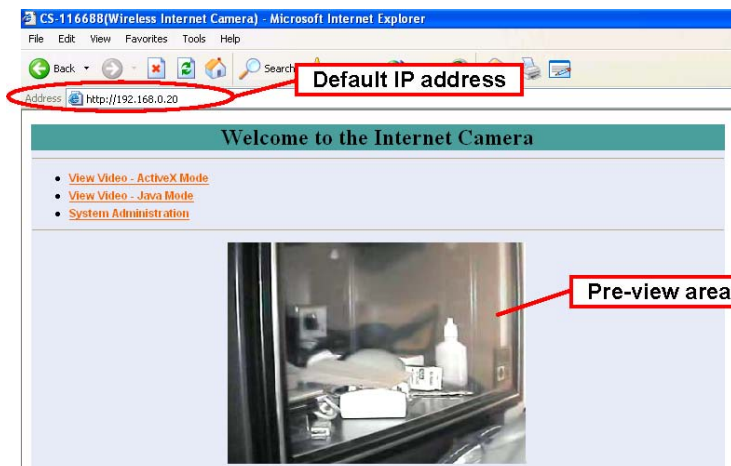 CS-116688(Wireless Internet Camera) - Microsoft Internet Explorer
File Edit View Favorites Tools Help
Back Search
Default IP address
Address http://192.168.0.20
Welcome to the Internet Camera
View Video - ActiveX Mode
View Video - Java Mode
System Administration
Pre-view area